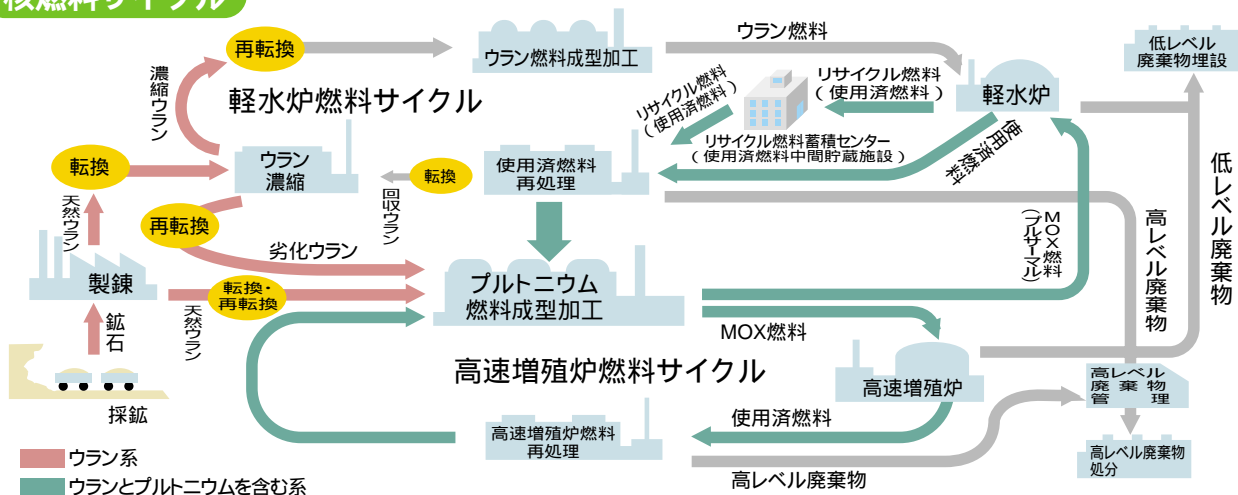 核燃料サイクル
再転換
ウラン燃料成型加工
ウラン燃料
低レベル
廃棄物埋設
濃縮ウラン
軽水炉燃料サイクル
リサイクル燃料
(使用済燃料)
リサイクル燃料
(使用済燃料)
軽水炉
リサイクル燃料蓄積センター
(使用済燃料中間貯蔵施設)
使用済燃料
転換
ウラン
濃縮
転換
使用済燃料
再処理
天然ウラン
回収ウラン
再転換
劣化ウラン
MOX燃料
(プルサーマル)
高レベル廃棄物
低レベル廃棄物
製錬
転換・
再転換
天然ウラン
プルトニウム
燃料成型加工
鉱石
MOX燃料
採鉱
高速増殖炉燃料サイクル
高速増殖炉
高レベル
廃棄物
管理
使用済燃料
高速増殖炉燃料
再処理
高レベル廃棄物
高レベル廃棄物
処分
ウラン系
ウランとプルトニウムを含む系